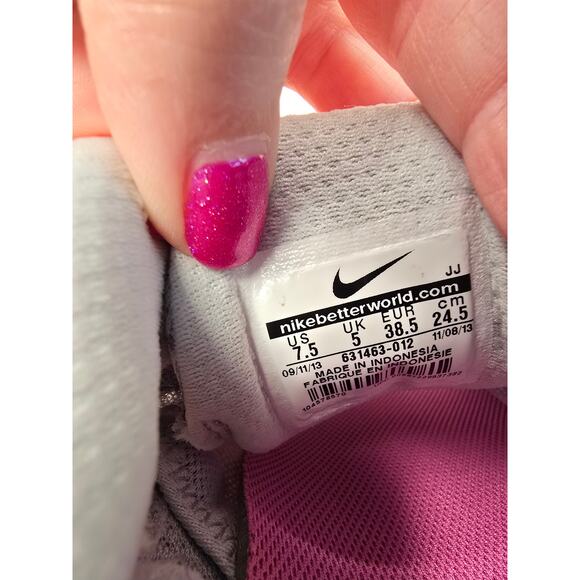 JJ
nikebetterworld.com
US UK EUR cm
7.5 5 38.5 24.5
09/11/13 631463-012 11/08/13
MADE IN INDONESIA
FABRIQUE EN INDONESIE
104578570